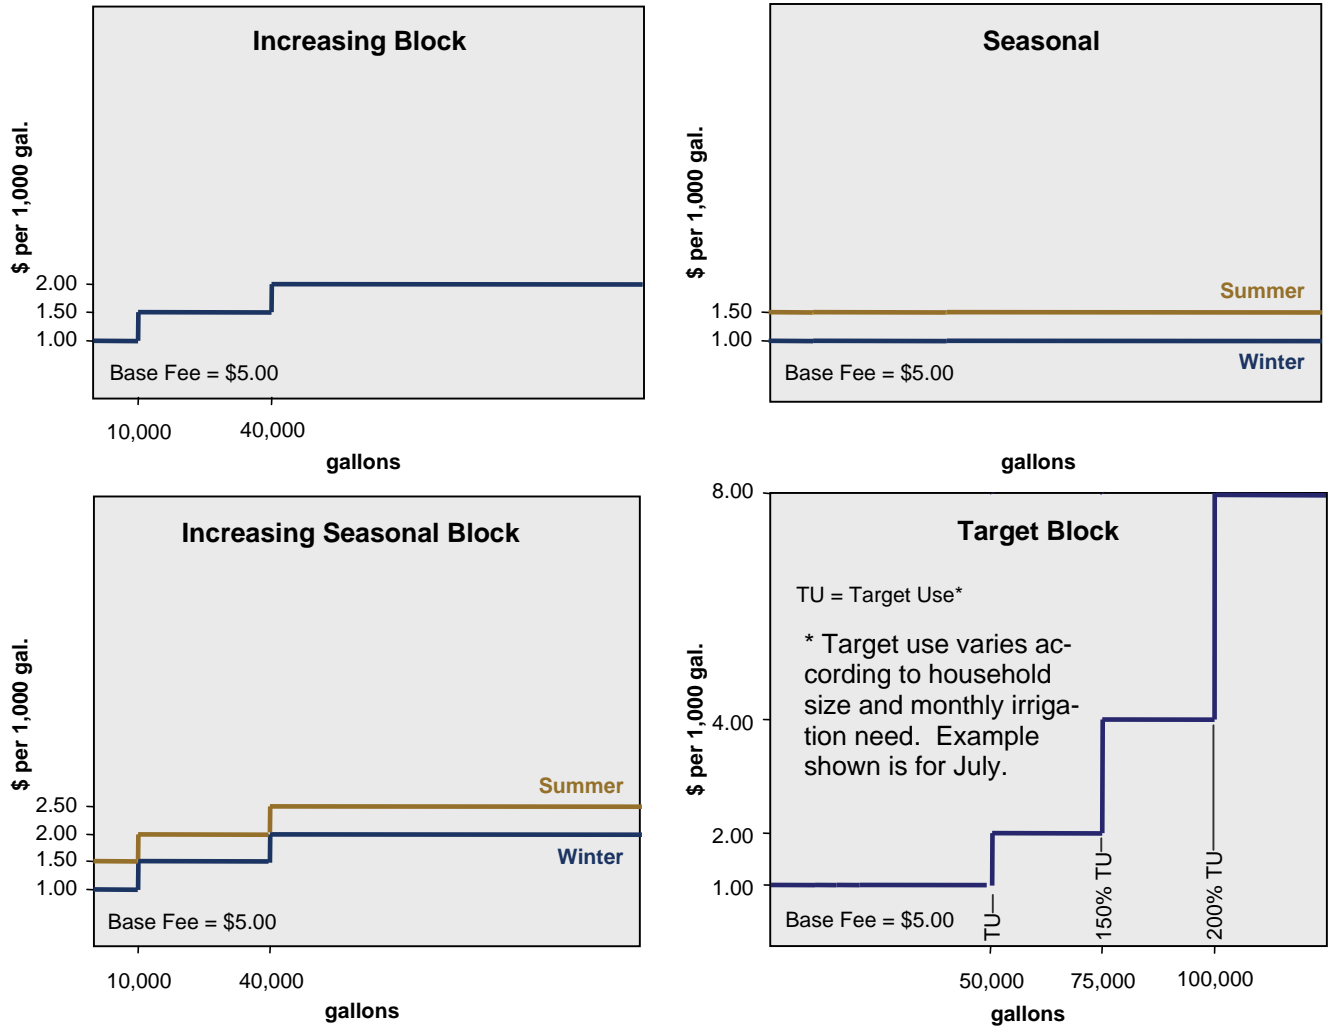 Increasing Block
$ per 1,000 gal.
2.00
1.50
1.00
Base Fee = $5.00
10,000
40,000
gallons
Seasonal
$ per 1,000 gal.
Summer
1.50
1.00
Winter
Base Fee = $5.00
gallons
Increasing Seasonal Block
$ per 1,000 gal.
Summer
2.50
2.00
1.50
Winter
1.00
Base Fee = $5.00
10,000
40,000
gallons
8.00
Target Block
TU = Target Use*
* Target use varies ac-
cording to household
size and monthly irriga-
tion need.  Example
shown is for July.
$ per 1,000 gal.
4.00
2.00
1.00
Base Fee = $5.00
TU
150% TU
200% TU
50,000
75,000
100,000
gallons